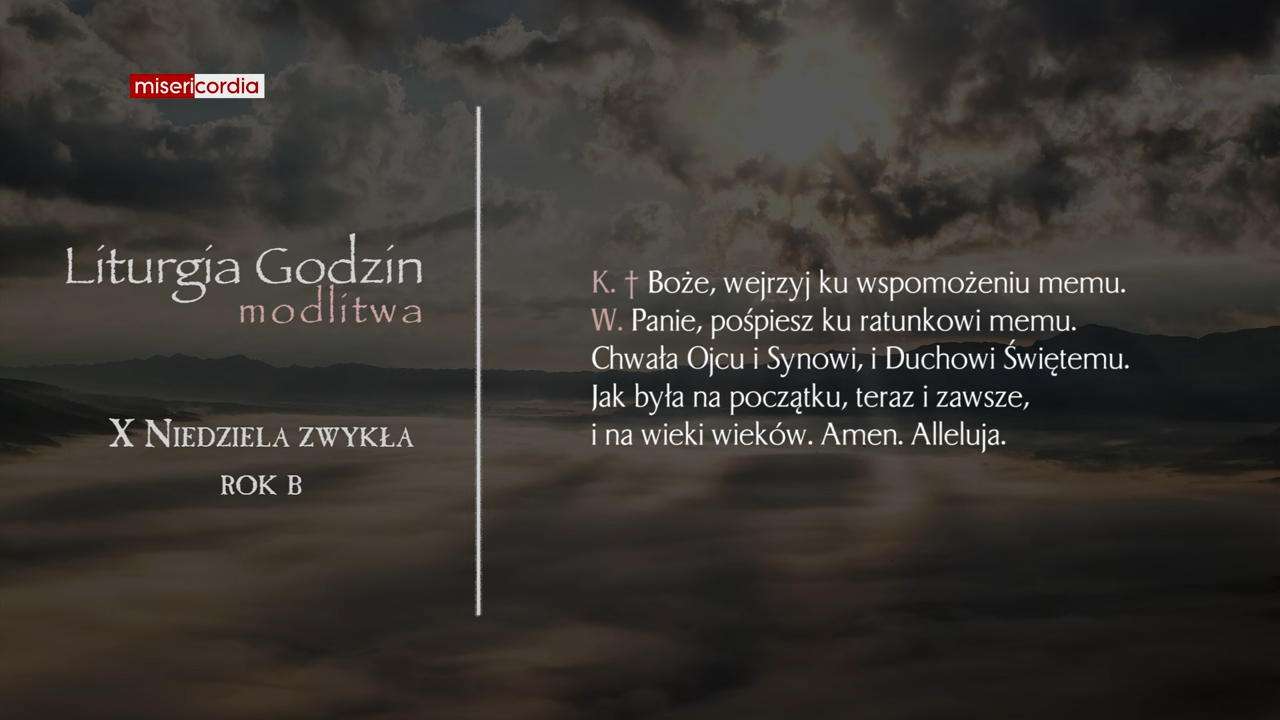 misericordia
Liturgia Godzin
modlitwa
X Niedziela zwykła
rok B
K. † Boże, wejrzyj ku wspomożeniu memu.
W. Panie, pośpiesz ku ratunkowi memu.
Chwała Ojcu i Synowi, i Duchowi Świętemu.
Jak była na początku, teraz i zawsze,
i na wieki wieków. Amen. Alleluja.